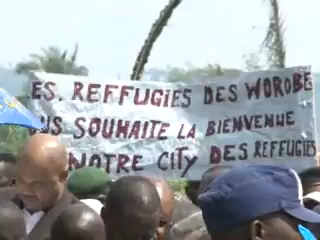 ES. REFFUGIES DES WOROBE
US SOUHAITE LA BIENVENUE
NOTRE CITY DES REFFUGIES